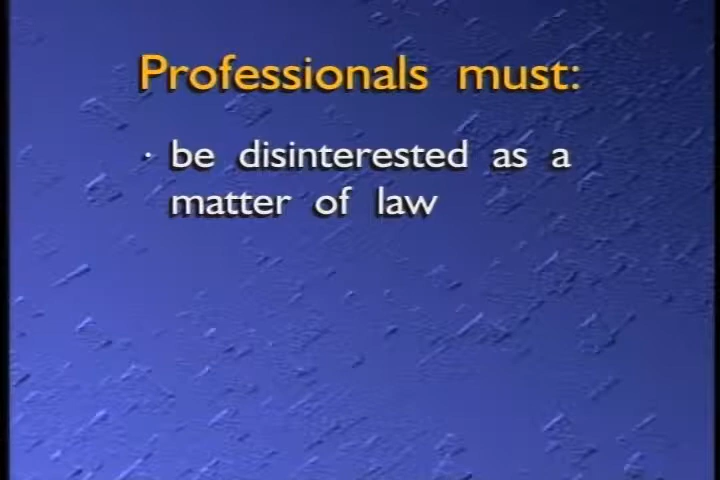 Professionals must:
· be disinterested as a
matter of law